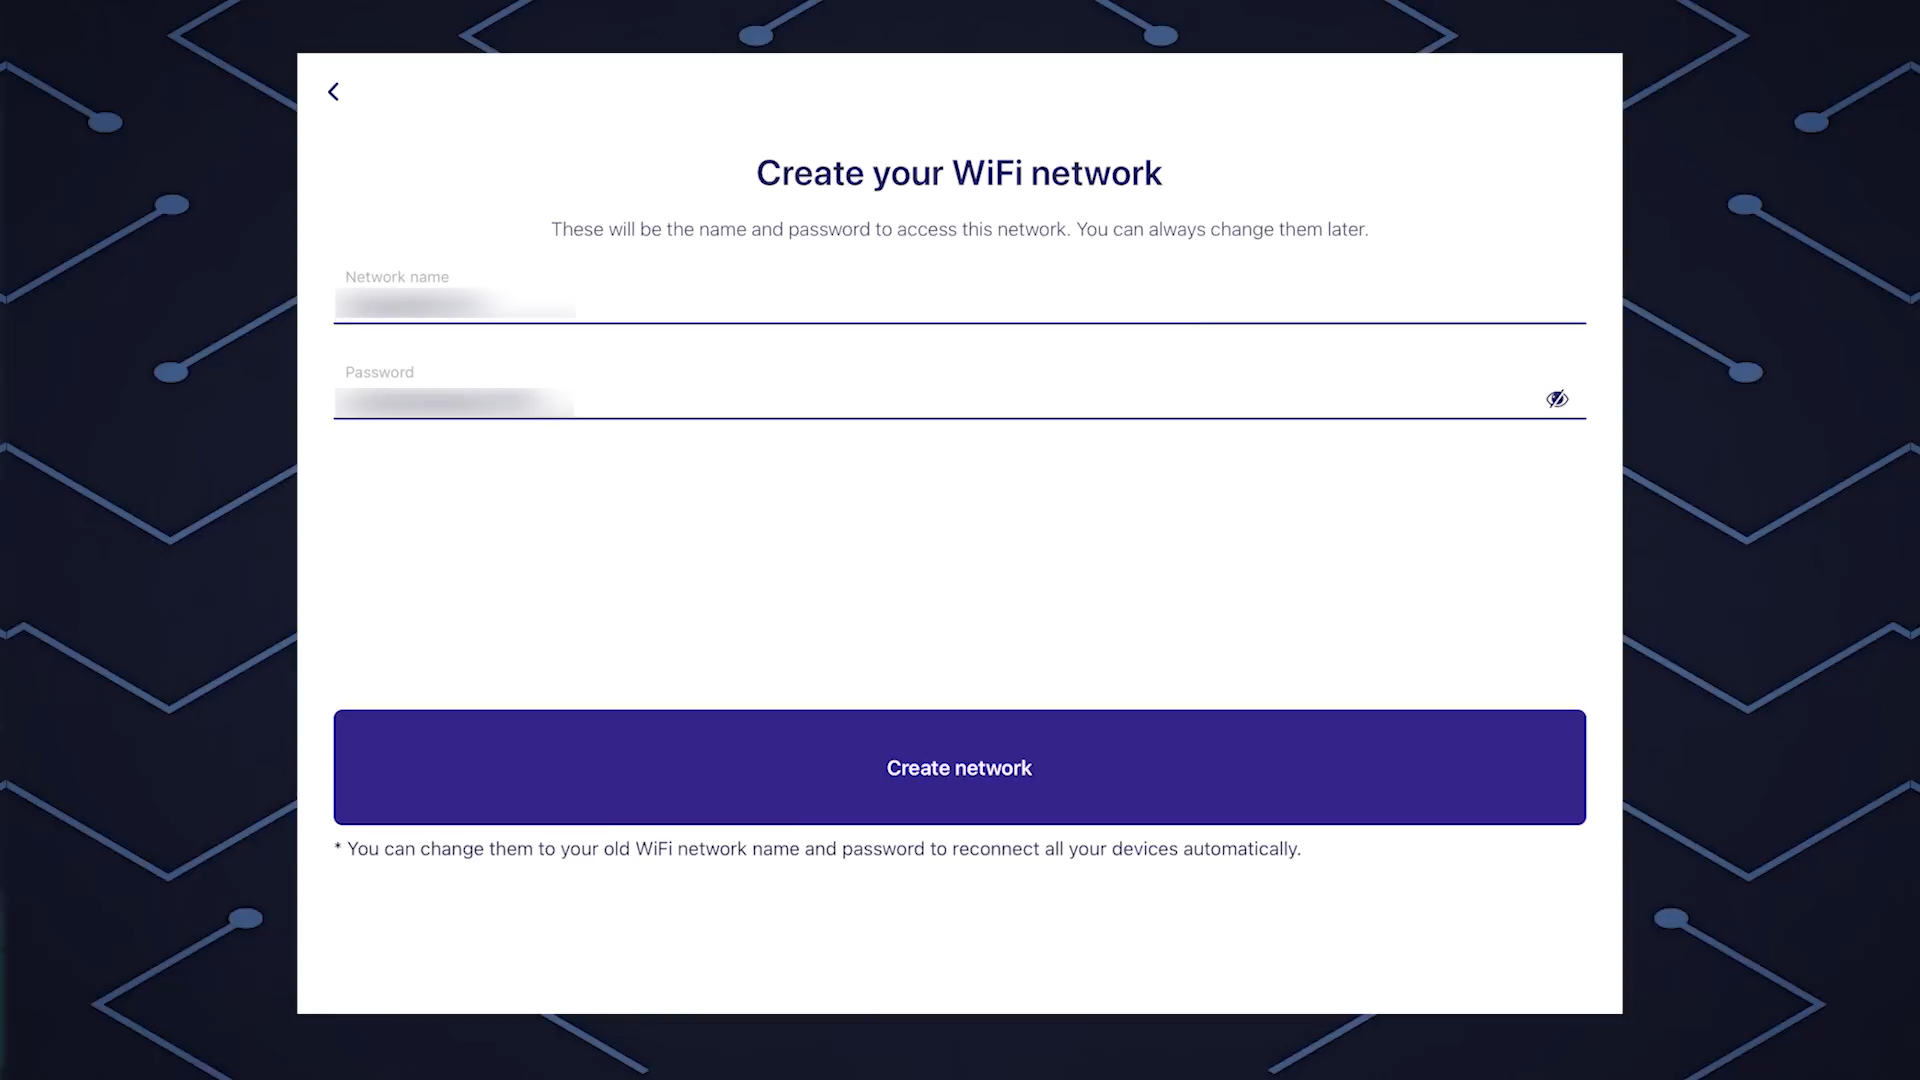 Create your WiFi network
These will be the name and password to access this network. You can always change them later.
Network name
Password
Create network
* You can change them to your old WiFi network name and password to reconnect all your devices automatically.